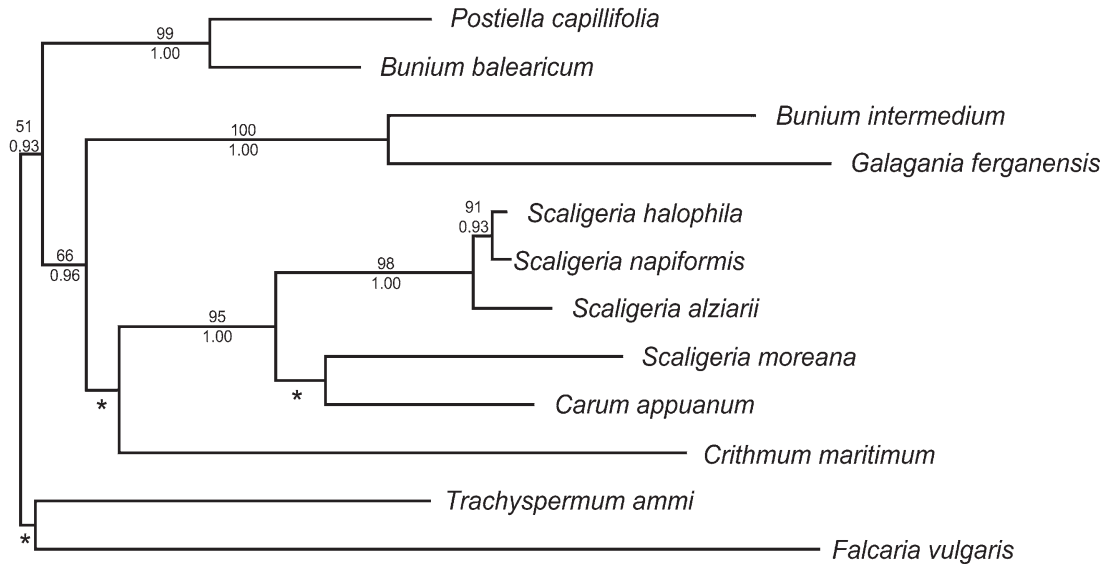 Postiella capillifolia
99
1.00
Bunium balearicum
Bunium intermedium
51
0.93
100
1.00
Galagania ferganensis
91
0.93
Scaligeria halophila
66
0.96
98
1.00
Scaligeria napiformis
Scaligeria alziarii
95
1.00
Scaligeria moreana
*
*
Carum appuanum
Crithmum maritimum
Trachyspermum ammi
*
Falcaria vulgaris